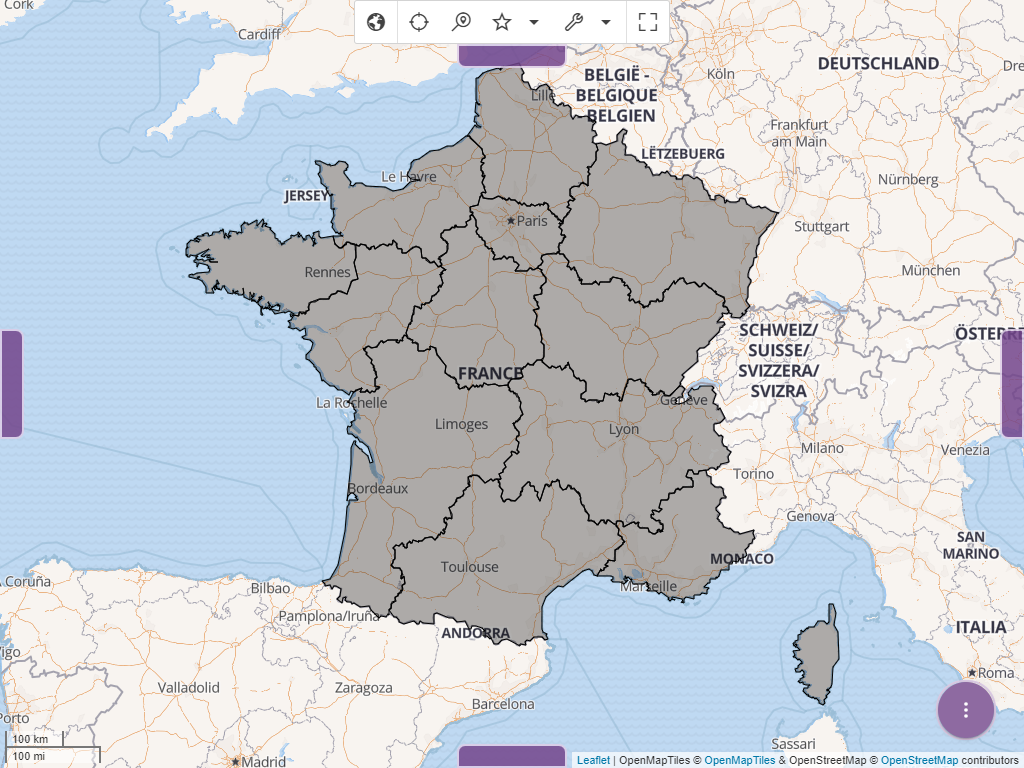 Cork
Cardiff
BELGIË -
BELGIQUE
BELGIEN
Köln
DEUTSCHLAND
Lille
Frankfurt
am Main
LËTZEBUERG
Le Havre
JERSEY
Nürnberg
Paris
Stuttgart
Rennes
München
SCHWEIZ/
SUISSE/
SVIZZERA/
SVIZRA
FRANCE
La Rochelle
Genève
Limoges
Lyon
Milano
Venezia
Torino
Bordeaux
Genova
SAN
MARINO
MONACO
Toulouse
A Coruña
Bilbao
Marseille
Pamplona/Iruña
ANDORRA
ITALIA
Roma
Valladolid
Zaragoza
Barcelona
Porto
Sassari
100 km
100 mi
Madrid
Leaflet | OpenMapTiles © OpenMapTiles & OpenStreetMap © OpenStreetMap contributors